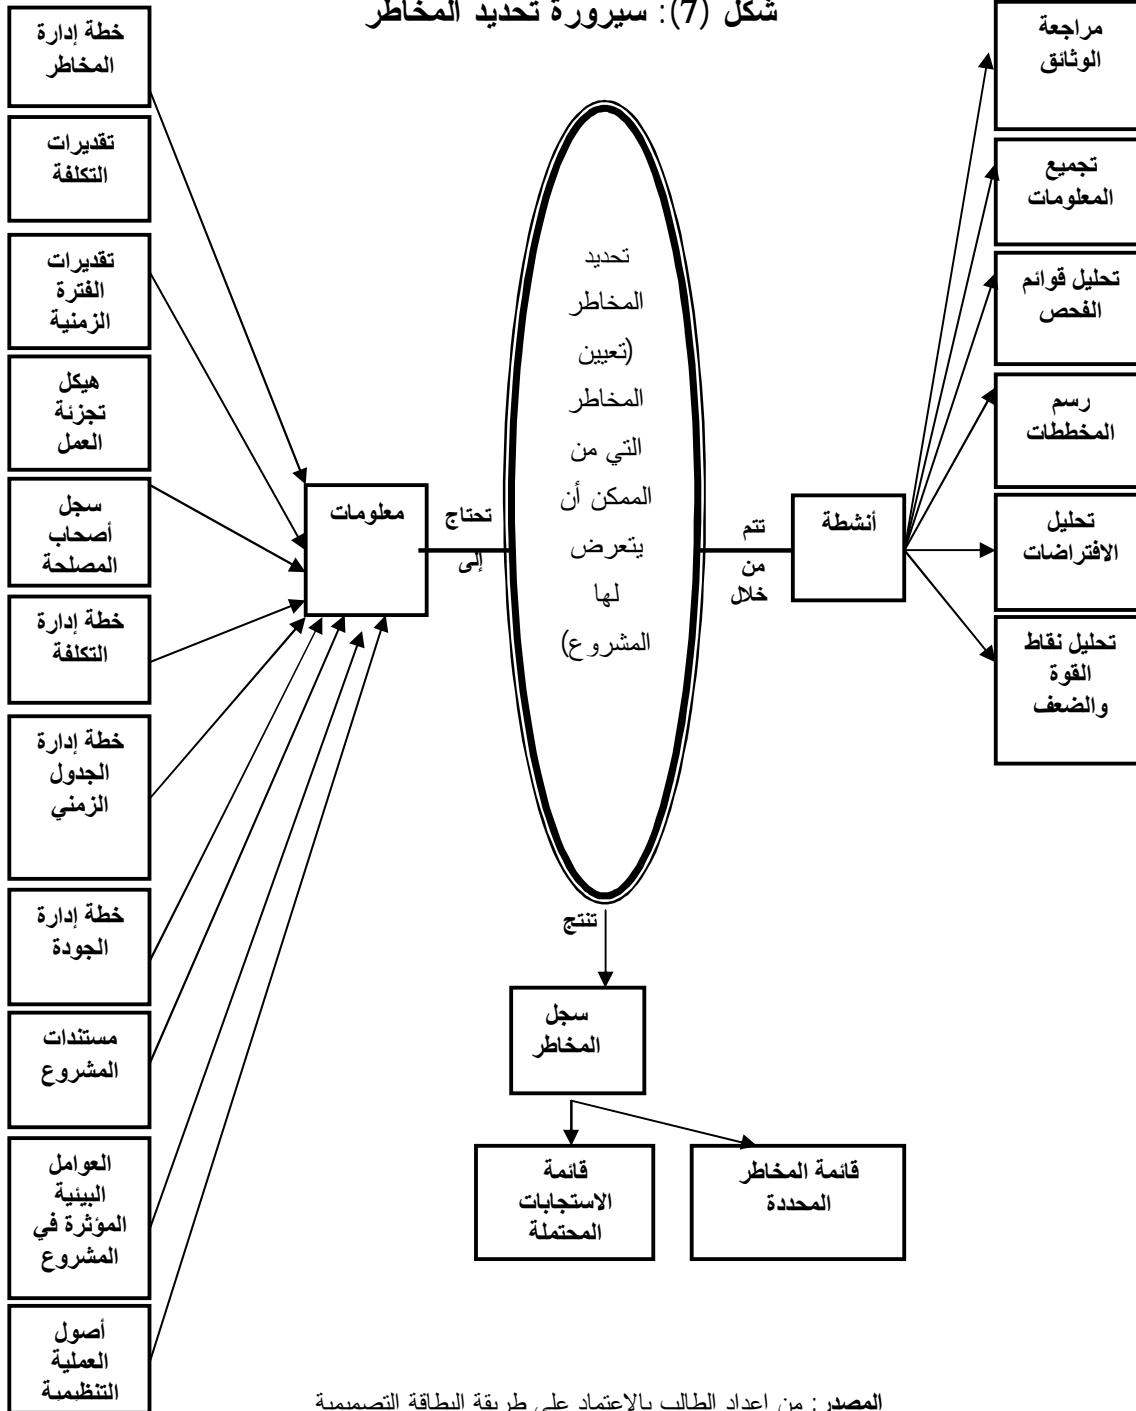 شكل (7): سيرورة تحديد المخاطر
مراجعة
الوثائق
تجميع
المعلومات
تحليل قوائم
الفحص
رسم
المخططات
تحليل
الافتراضات
تحليل نقاط
القوة
والضعف
أنشطة
تتم
من
خلال
تحديد
المخاطر
(تعيين
المخاطر
التي من
الممكن أن
يتعرض
لها
المشروع)
تحتاج
إلى
معلومات
خطة إدارة
المخاطر
تقديرات
التكلفة
تقديرات
الفترة
الزمنية
هيكل
تجزئة
العمل
سجل
أصحاب
المصلحة
خطة إدارة
التكلفة
خطة إدارة
الجدول
الزمني
خطة إدارة
الجودة
مستندات
المشروع
العوامل
البيئية
المؤثرة في
المشروع
أصول
العملية
التنظيمية
تنتج
سجل
المخاطر
قائمة المخاطر
المحددة
قائمة
الاستجابات
المحتملة
المصدر: من إعداد الطالب بالاعتماد على طريقة البطاقة التصميمية